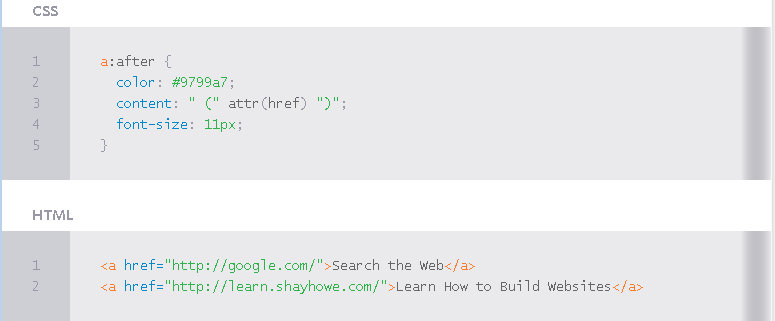 CSS
1 a:after {
2   color: #9799a7;
3   content: " (" attr(href) ")";
4   font-size: 11px;
5 }
HTML
1 <a href="http://google.com/">Search the Web</a>
2 <a href="http://learn.shayhowe.com/">Learn How to Build Websites</a>